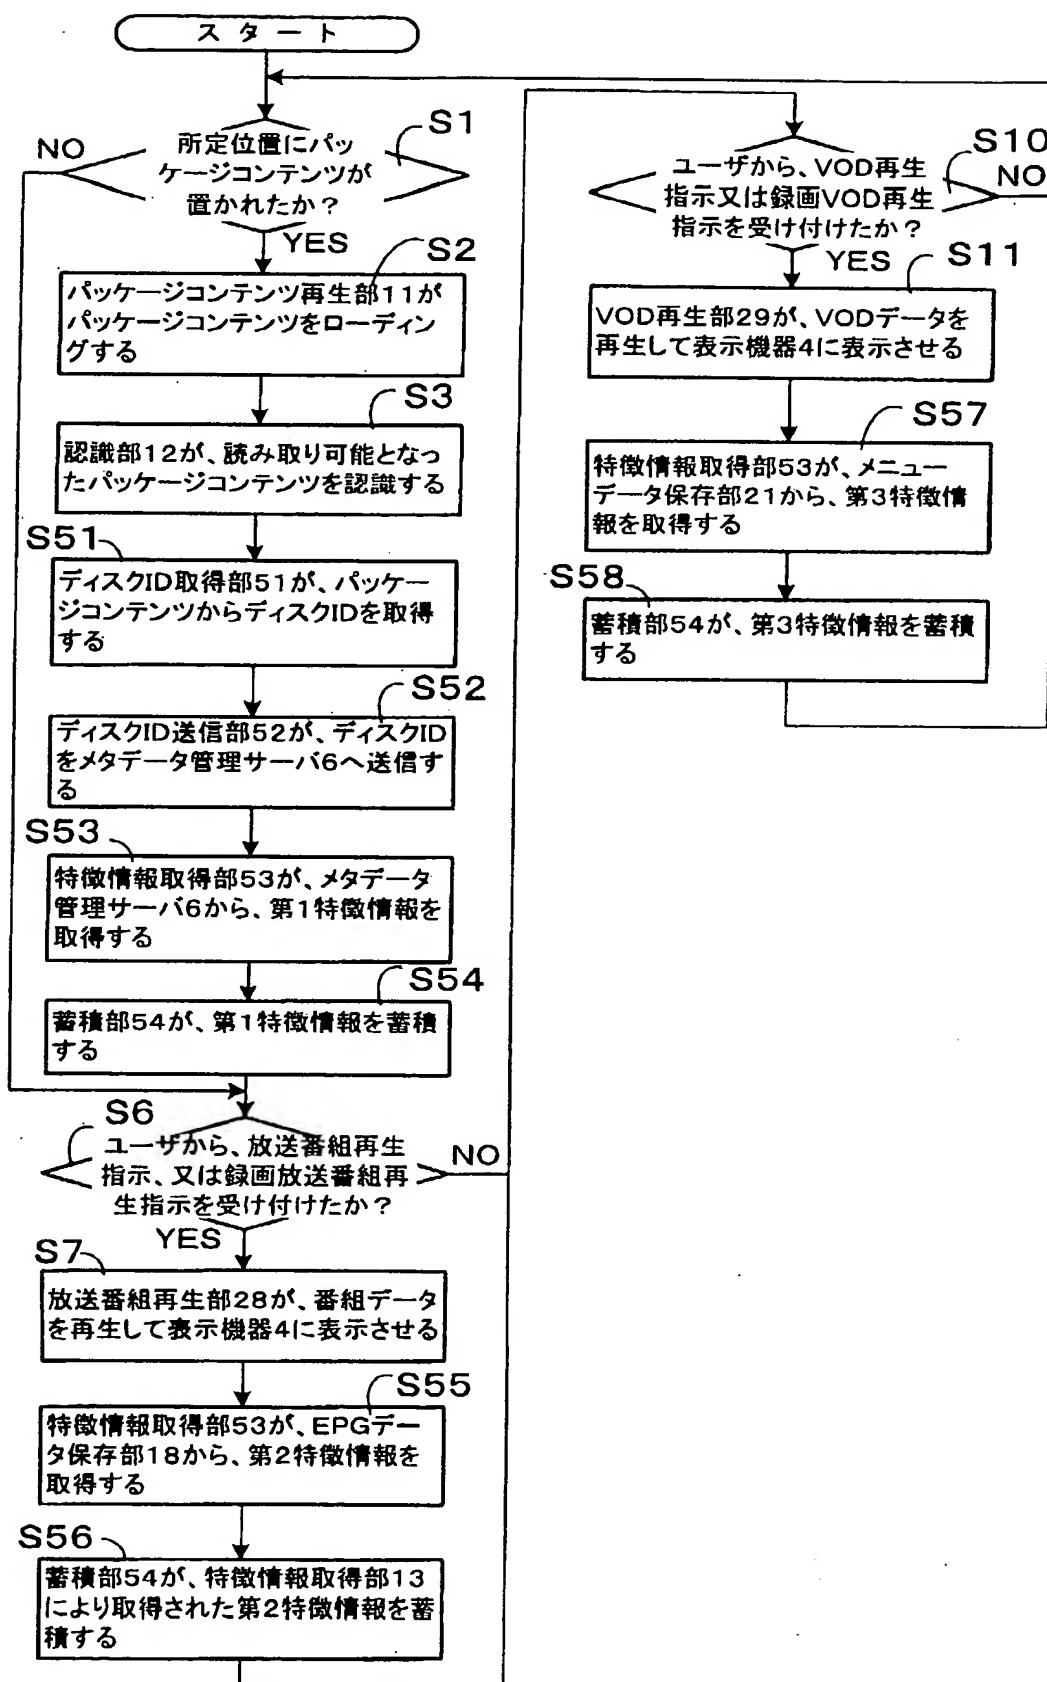 スタート
S1
NO
所定位置にパッ
ケージコンテンツが
置かれたか？
YES
S2
パッケージコンテンツ再生部11が
パッケージコンテンツをローディン
グする
S3
認識部12が、読み取り可能となっ
たパッケージコンテンツを認識する
S51
ディスクID取得部51が、パッケー
ジコンテンツからディスクIDを取得
する
S52
ディスクID送信部52が、ディスクID
をメタデータ管理サーバ6へ送信す
る
S53
特徴情報取得部53が、メタデータ
管理サーバ6から、第1特徴情報を
取得する
S54
蓄積部54が、第1特徴情報を蓄積
する
S6
ユーザから、放送番組再生
指示、又は録画放送番組再
生指示を受け付けたか？
NO
YES
S7
放送番組再生部28が、番組データ
を再生して表示機器4に表示させる
S55
特徴情報取得部53が、EPGデー
タ保存部18から、第2特徴情報を
取得する
S56
蓄積部54が、特徴情報取得部13
により取得された第2特徴情報を蓄
積する
S10
NO
ユーザから、VOD再生
指示又は録画VOD再生
指示を受け付けたか？
YES
S11
VOD再生部29が、VODデータを
再生して表示機器4に表示させる
S57
特徴情報取得部53が、メニュー
データ保存部21から、第3特徴情
報を取得する
S58
蓄積部54が、第3特徴情報を蓄積
する